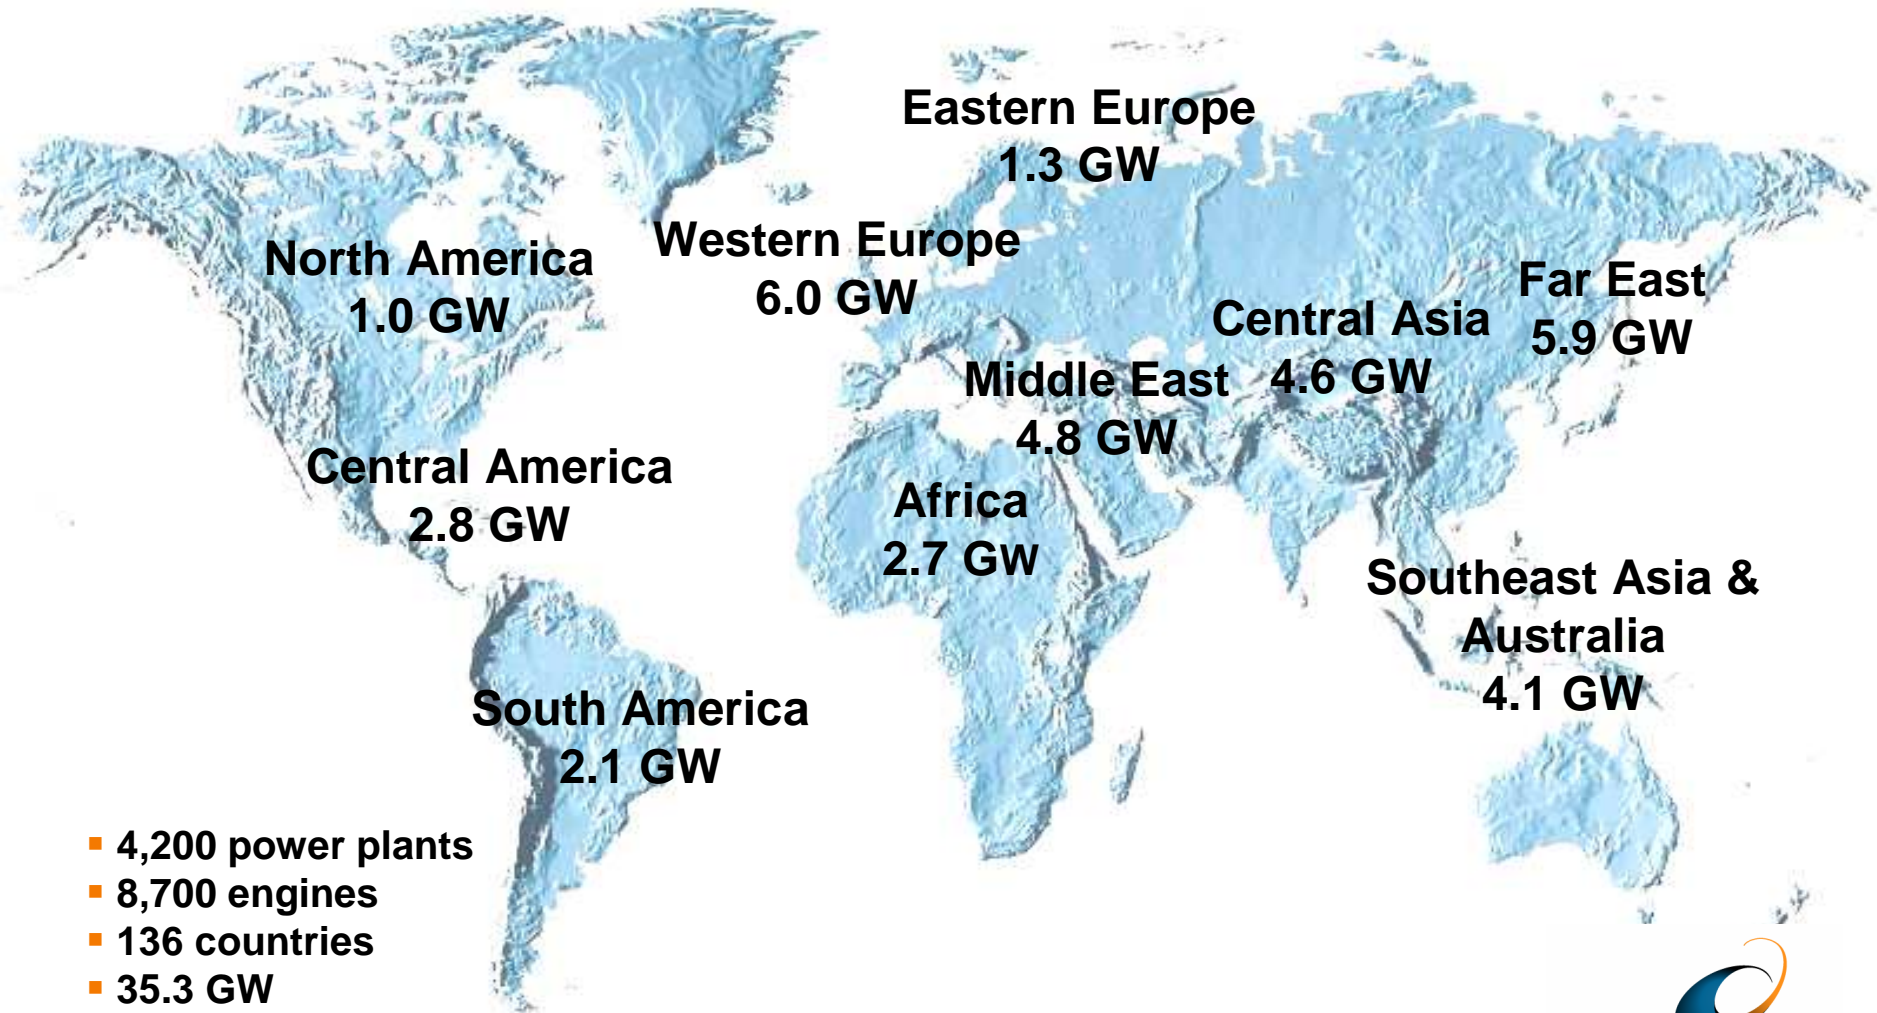 Eastern Europe
1.3 GW
Western Europe
6.0 GW
North America
1.0 GW
Far East
5.9 GW
Central Asia
4.6 GW
Middle East
4.8 GW
Central America
2.8 GW
Africa
2.7 GW
Southeast Asia &
Australia
4.1 GW
South America
2.1 GW
▪ 4,200 power plants
▪ 8,700 engines
▪ 136 countries
▪ 35.3 GW